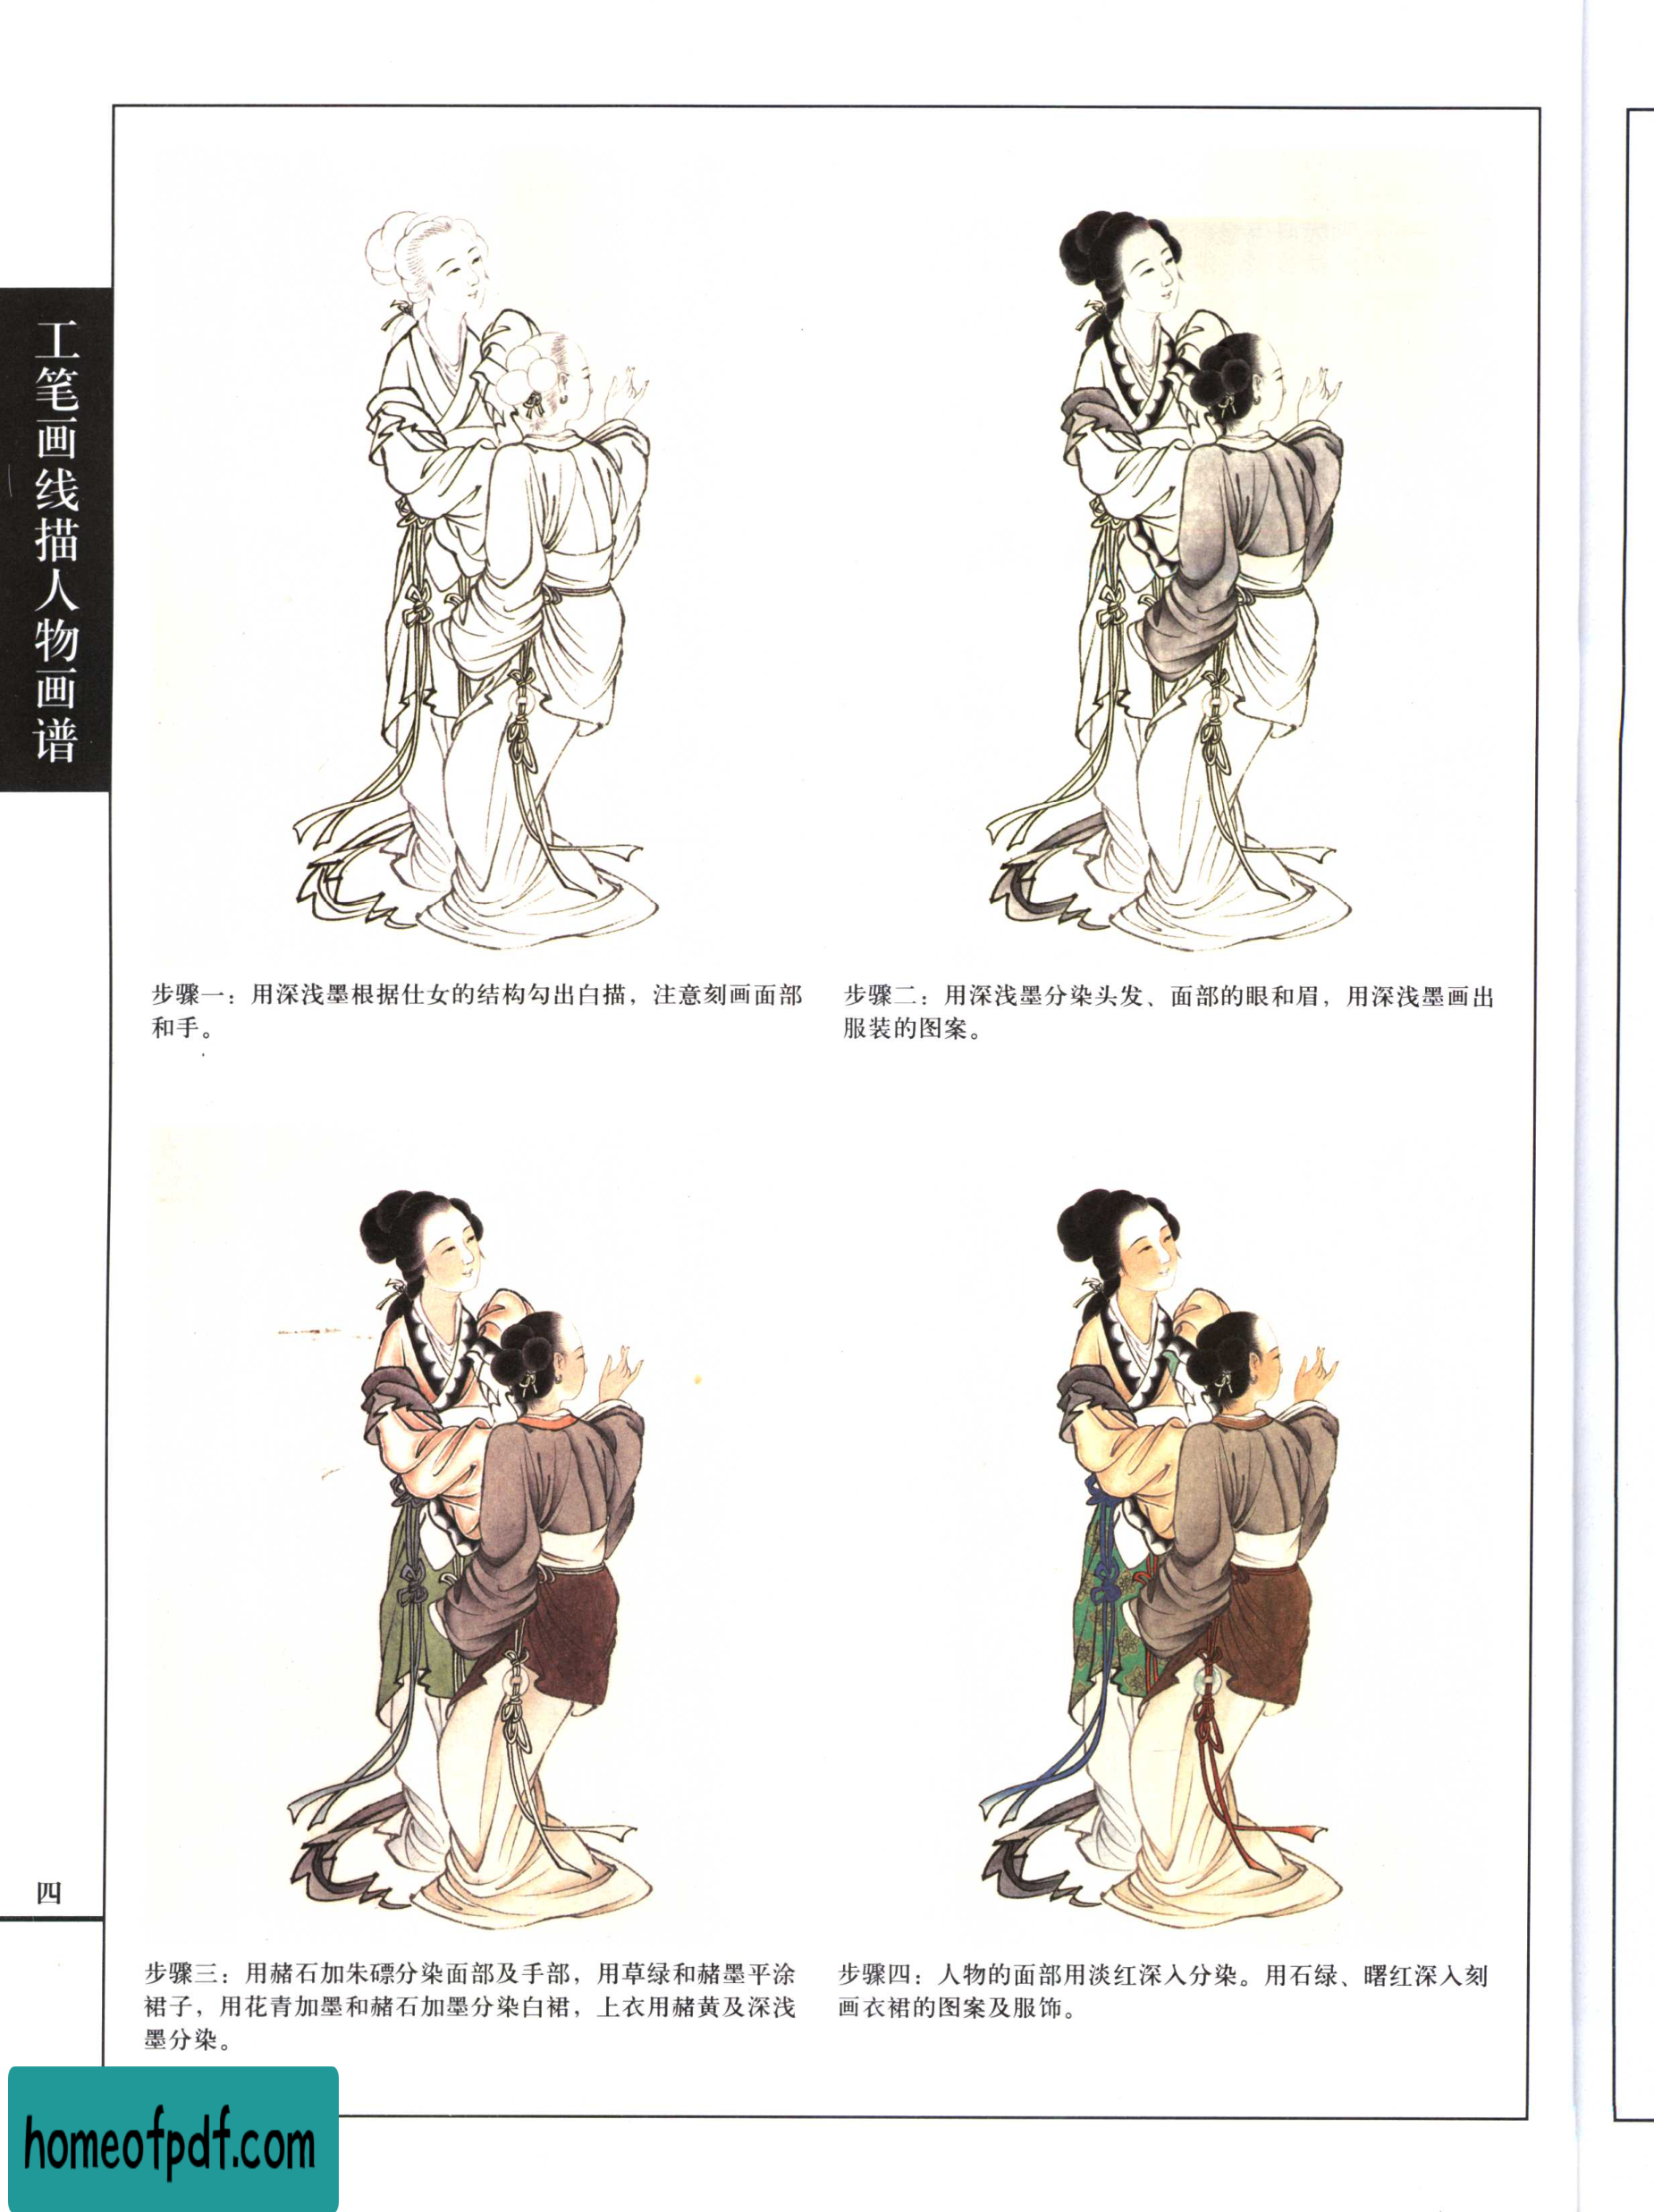 工笔画线描人物画谱
步骤一：用深浅墨根据仕女的结构勾出白描，注意刻画面部
和手。
步骤二：用深浅墨分染头发、面部的眼和眉，用深浅墨画出
服装的图案。
步骤三：用赭石加朱磦分染面部及手部，用草绿和赭墨平涂
裙子，用花青加墨和赭石加墨分染白裙，上衣用赭黄及深浅
墨分染。
步骤四：人物的面部用淡红深入分染。用石绿、曙红深入刻
画衣裙的图案及服饰。
四
homeofpdf.com